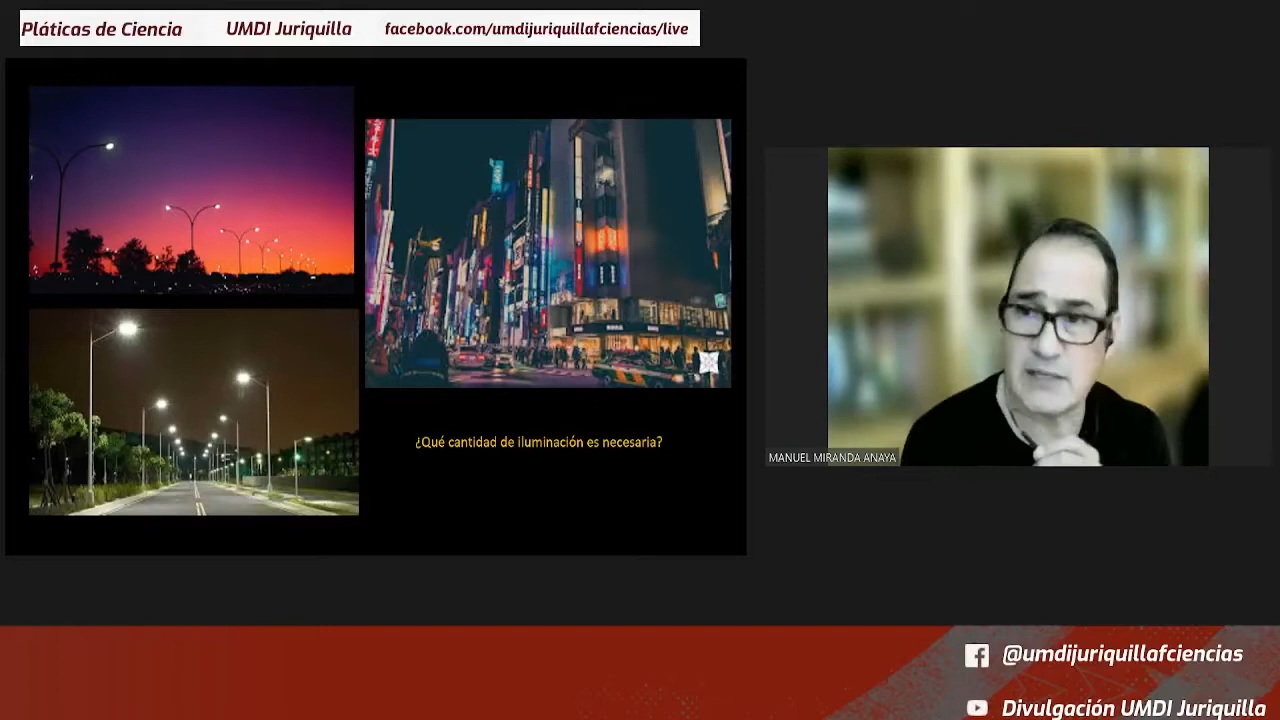 Pláticas de Ciencia UMDI Juriquilla facebook.com/umdijuriquillafciencias/live
¿Qué cantidad de iluminación es necesaria?
MANUEL MIRANDA ANAYA
@umdijuriquillafciencias
Divulgación UMDI Juriquilla